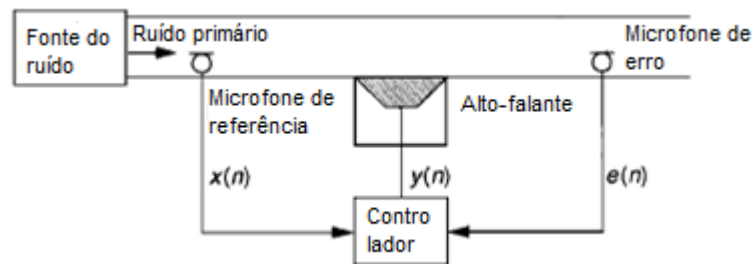 Fonte do
ruído
Ruído primário
Microfone de
erro
Microfone de
referência
Alto-falante
x(n)
y(n)
e(n)
Contro
lador